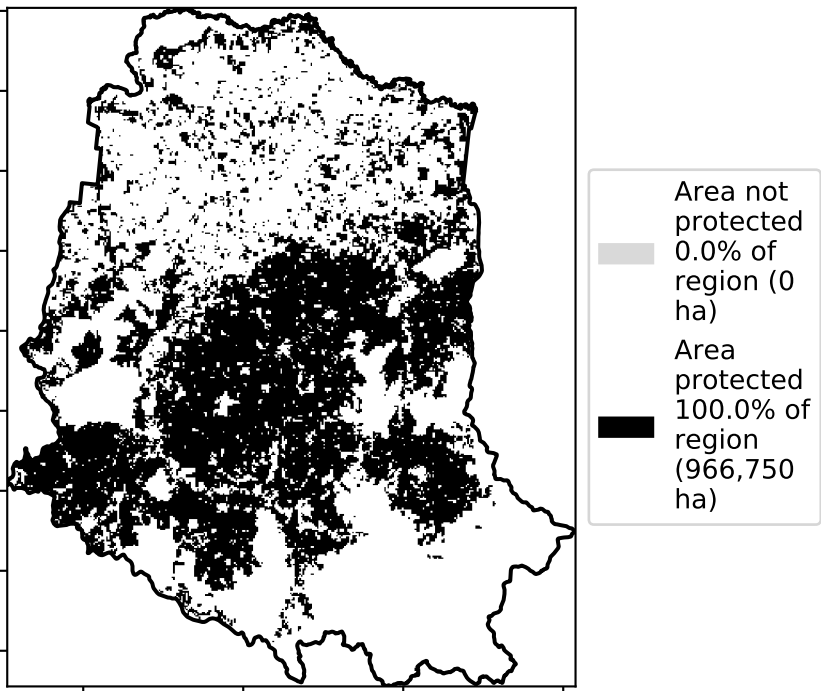 Area not
protected
0.0% of
region (0
ha)
Area
protected
100.0% of
region
(966,750
ha)